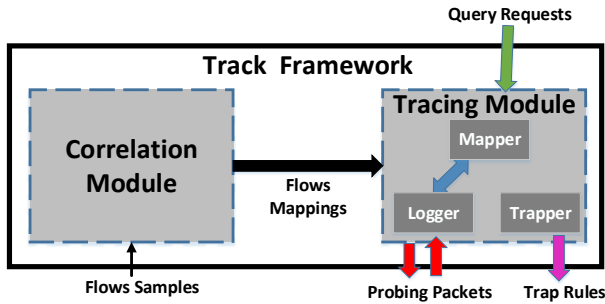 Query Requests
Track Framework
Tracing Module
Mapper
Correlation
Module
Flows
Mappings
Logger
Trapper
Flows Samples
Probing Packets
Trap Rules